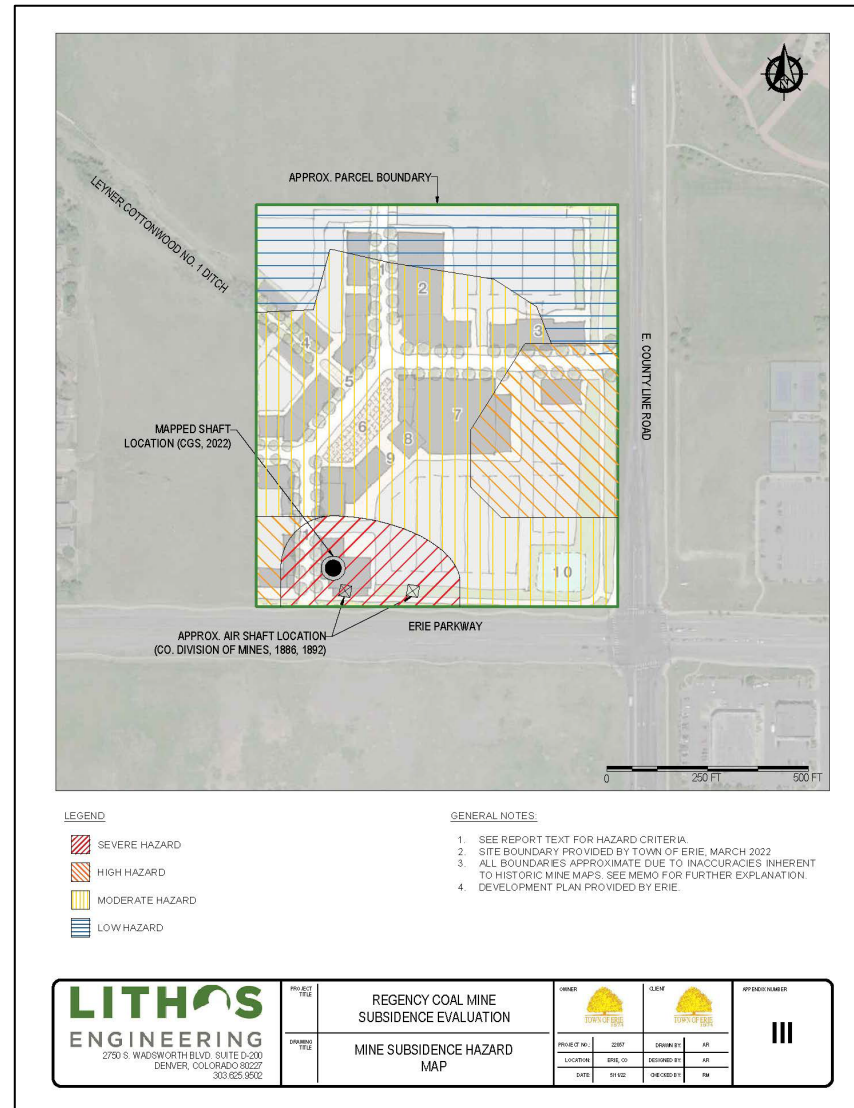 LEYNER COTTONWOOD NO. 1 DITCH
APPROX. PARCEL BOUNDARY
1
2
3
4
5
6
7
8
9
10
MAPPED SHAFT
LOCATION (CGS, 2022)
E. COUNTY LINE ROAD
APPROX. AIR SHAFT LOCATION
(CO. DIVISION OF MINES, 1886, 1892)
ERIE PARKWAY
0
250 FT
500 FT
LEGEND
SEVERE HAZARD
HIGH HAZARD
MODERATE HAZARD
LOW HAZARD
GENERAL NOTES:
1. SEE REPORT TEXT FOR HAZARD CRITERIA.
2. SITE BOUNDARY PROVIDED BY TOWN OF ERIE, MARCH 2022
3. ALL BOUNDARIES APPROXIMATE DUE TO INACCURACIES INHERENT
TO HISTORIC MINE MAPS. SEE MEMO FOR FURTHER EXPLANATION.
4. DEVELOPMENT PLAN PROVIDED BY ERIE.
LITHOS
ENGINEERING
2750 S. WADSWORTH BLVD. SUITE D-200
DENVER, COLORADO 80227
303.625.9502
PROJECT
TITLE
REGENCY COAL MINE
SUBSIDENCE EVALUATION
DRAWING
TITLE
MINE SUBSIDENCE HAZARD
MAP
OWNER
TOWN OF ERIE
CLIENT
TOWN OF ERIE
PROJECT NO.:
DRAWN BY: AR
LOCATION: ERIE, CO
DESIGNED BY: AR
DATE:
CHECKED BY:
APPENDIX NUMBER
III